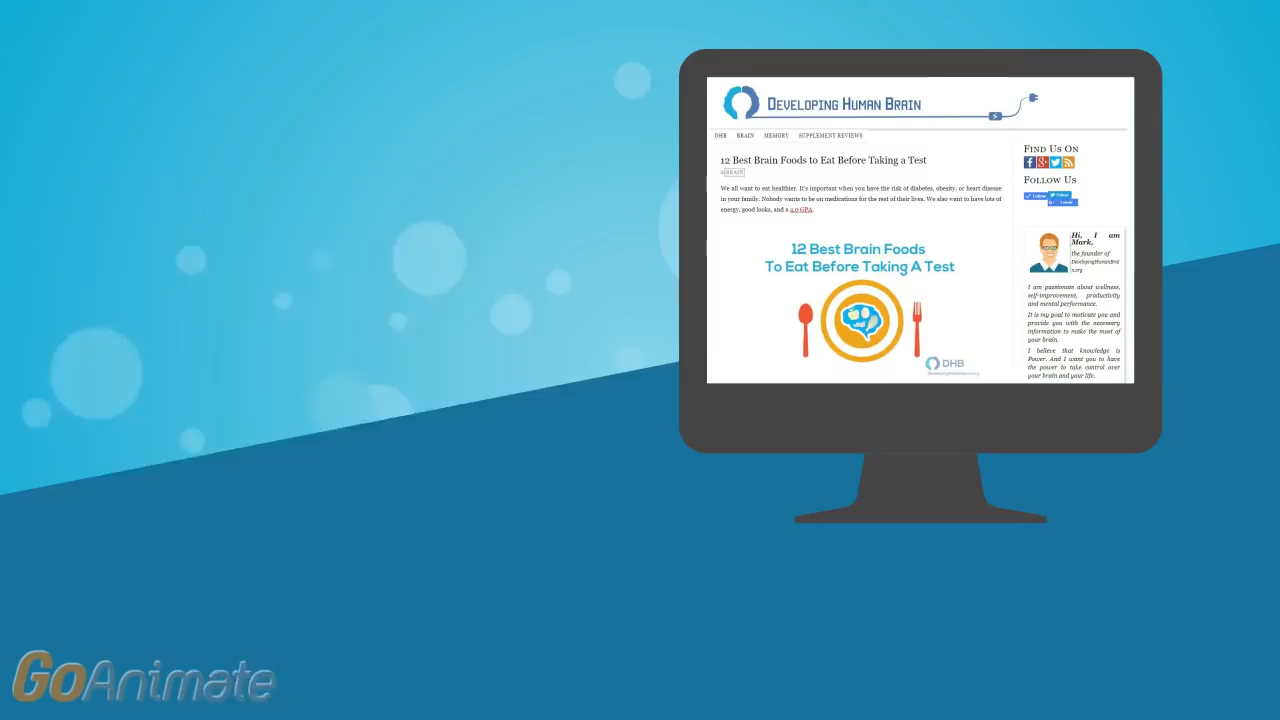 DEVELOPING HUMAN BRAIN
DHB BRAIN MEMORY SUPPLEMENT REVIEWS
12 Best Brain Foods to Eat Before Taking a Test
in BRAIN
We all want to eat healthier. It's important when you have the risk of diabetes, obesity, or heart disease
in your family. Nobody wants to be on medications for the rest of their lives. We also want to have lots of
energy, good looks, and a 4.0 GPA.
12 Best Brain Foods
To Eat Before Taking A Test
DHB
FIND US ON
FOLLOW US
Follow
Follow
Hi, I am
Mark,
the founder of
DevelopingHumanBrai
n.org
I am passionate about wellness,
self-improvement, productivity
and mental performance.
It is my goal to motivate you and
provide you with the necessary
information to make the most of
your brain.
I believe that knowledge is
Power. And I want you to have
the power to take control over
your brain and your life.
GoAnimate